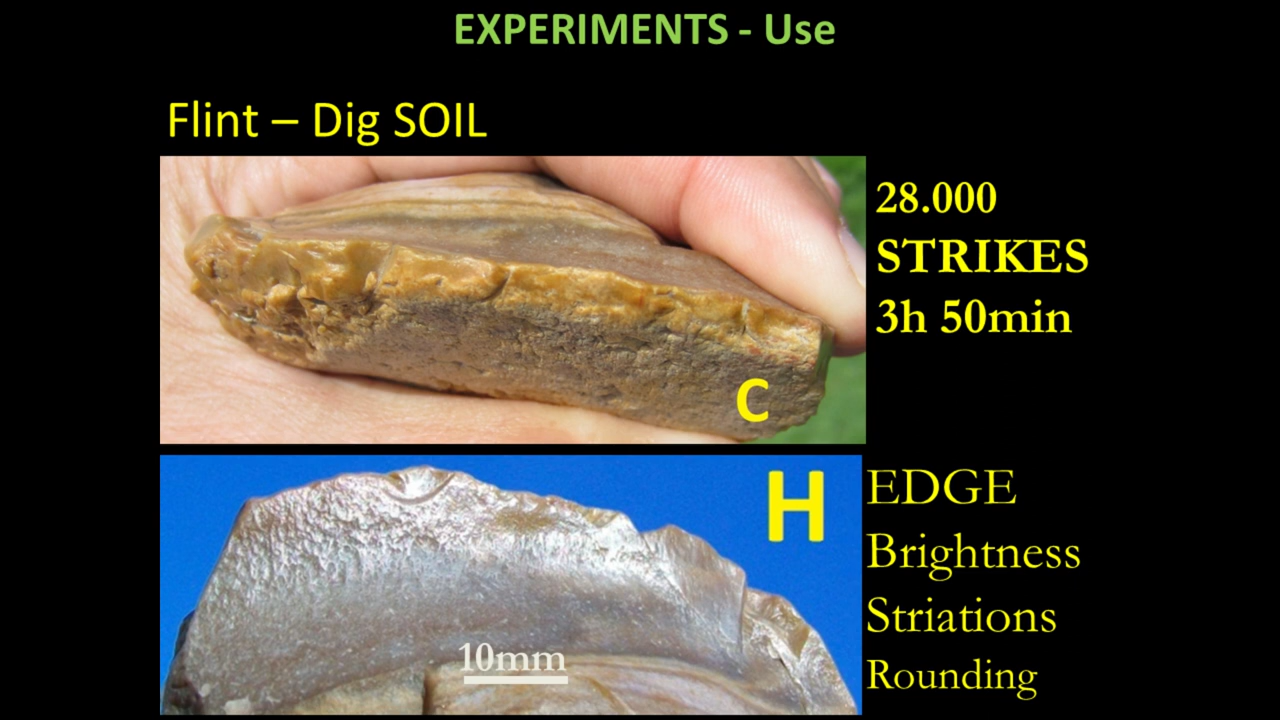 EXPERIMENTS - Use
Flint – Dig SOIL
28.000
STRIKES
3h 50min
C
H
EDGE
Brightness
Striations
Rounding
10mm